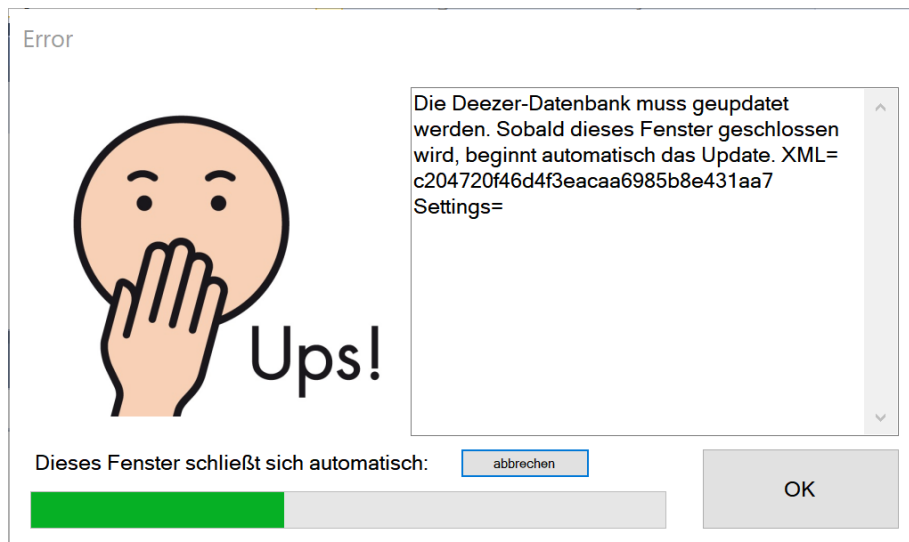 Error
Die Deezer-Datenbank muss geupdatet
werden. Sobald dieses Fenster geschlossen
wird, beginnt automatisch das Update. XML=
c204720f46d4f3eacaa6985b8e431aa7
Settings=
Ups!
Dieses Fenster schließt sich automatisch:
abbrechen
OK